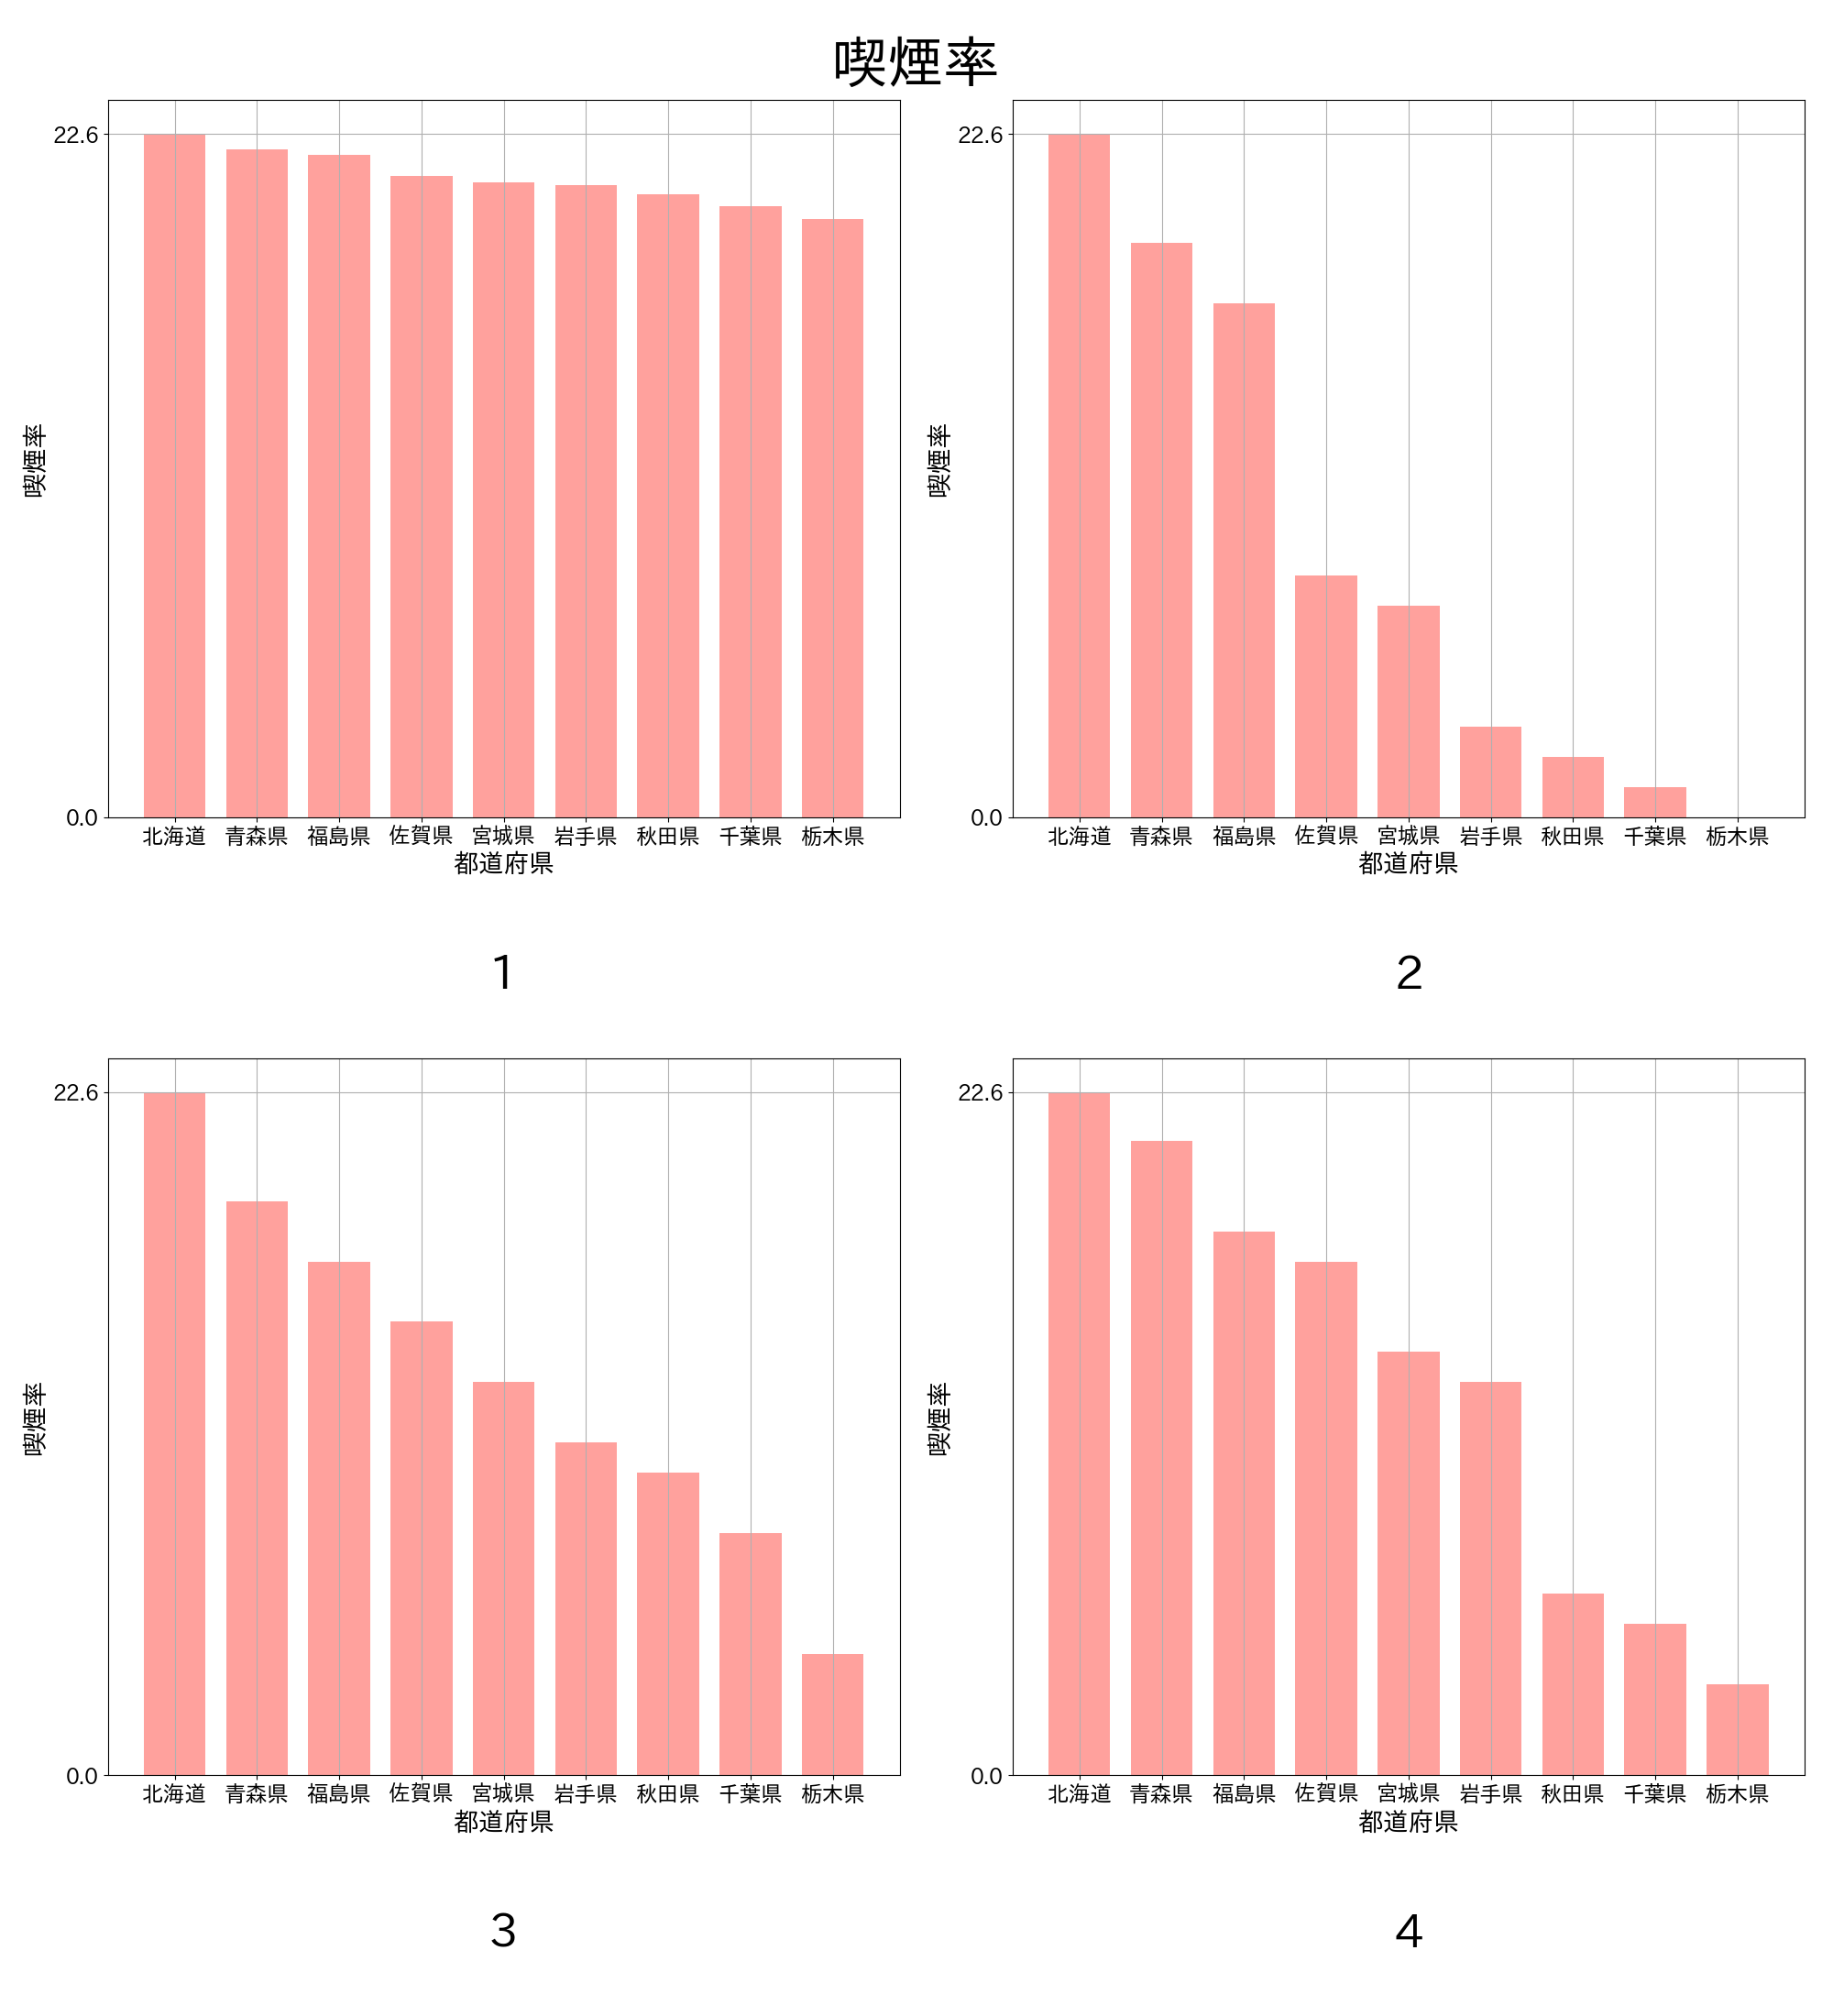 喫煙率
22.6
0.0
喫煙率
北海道 青森県 福島県 佐賀県 宮城県 岩手県 秋田県 千葉県 栃木県
都道府県
1
22.6
0.0
喫煙率
北海道 青森県 福島県 佐賀県 宮城県 岩手県 秋田県 千葉県 栃木県
都道府県
2
22.6
0.0
喫煙率
北海道 青森県 福島県 佐賀県 宮城県 岩手県 秋田県 千葉県 栃木県
都道府県
3
22.6
0.0
喫煙率
北海道 青森県 福島県 佐賀県 宮城県 岩手県 秋田県 千葉県 栃木県
都道府県
4